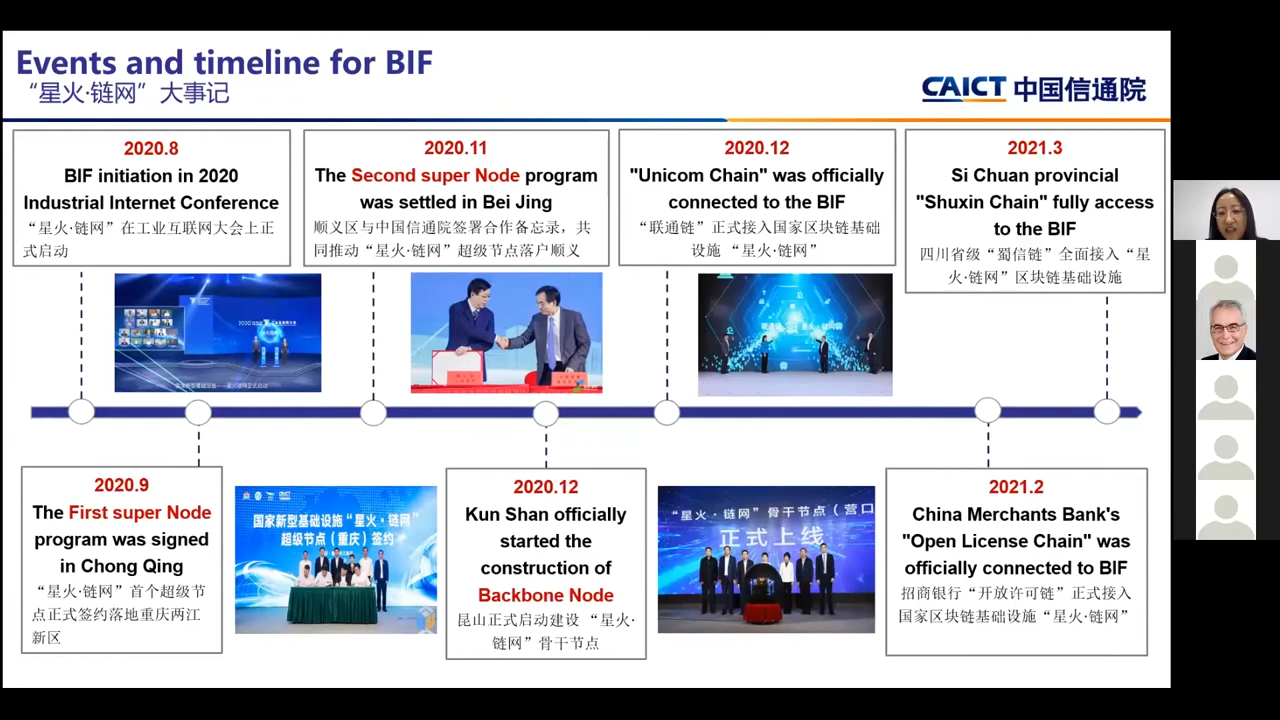 Events and timeline for BIF
“星火·链网”大事记
CAICT 中国信通院
2020.8
BIF initiation in 2020
Industrial Internet Conference
“星火·链网”在工业互联网大会上正
式启动
2020.11
The Second super Node program
was settled in Bei Jing
顺义区与中国信通院签署合作备忘录，共
同推动“星火·链网”超级节点落户顺义
2020.12
"Unicom Chain" was officially
connected to the BIF
“联通链”正式接入国家区块链基础
设施 “星火·链网”
2021.3
Si Chuan provincial
"Shuxin Chain" fully access
to the BIF
四川省级“蜀信链”全面接入“星
火·链网”区块链基础设施
2020.9
The First super Node
program was signed
in Chong Qing
“星火·链网”首个超级节
点正式签约落地重庆两江
新区
国家新型基础设施“星火·链网”
超级节点（重庆）签约
2020.12
Kun Shan officially
started the
construction of
Backbone Node
昆山正式启动建设 “星火·
链网”骨干节点
“星火·链网”骨干节点（营口
正式上线
2021.2
China Merchants Bank's
"Open License Chain" was
officially connected to BIF
招商银行“开放许可链”正式接入
国家区块链基础设施“星火·链网”